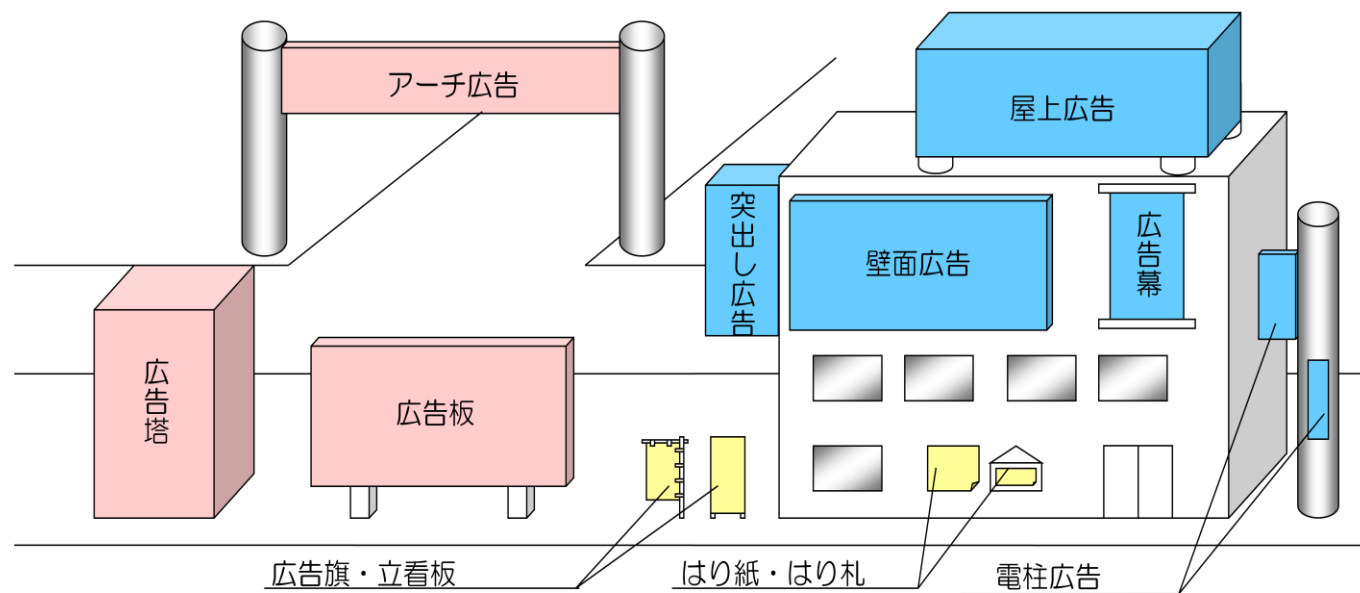 アーチ広告
屋上広告
突出し広告
壁面広告
広告幕
広告塔
広告板
広告旗・立看板
はり紙・はり札
電柱広告